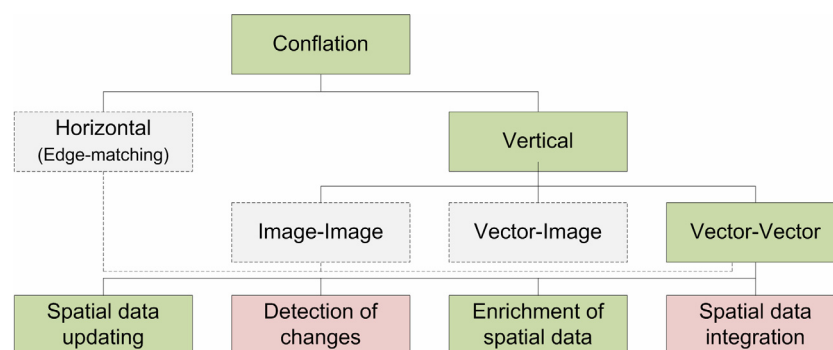 Conflation
Horizontal
(Edge-matching)
Vertical
Image-Image
Vector-Image
Vector-Vector
Spatial data
updating
Detection of
changes
Enrichment of
spatial data
Spatial data
integration